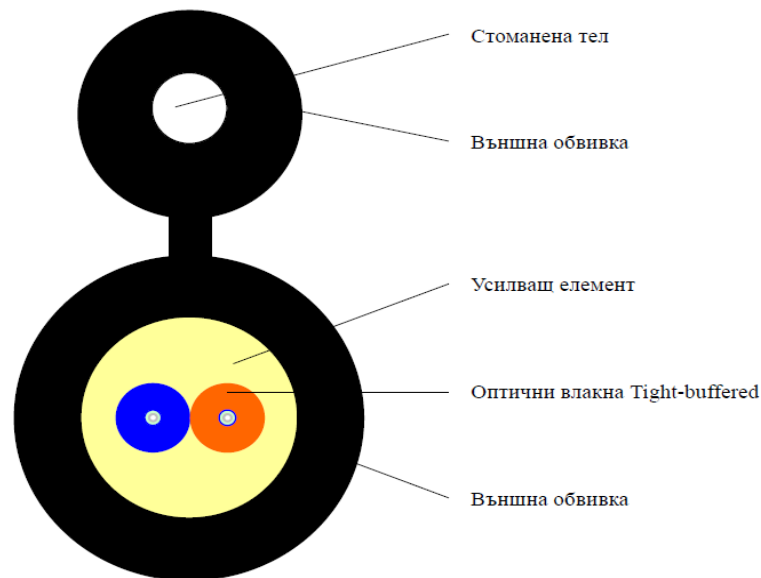 Стоманена тел
Външна обвивка
Усилващ елемент
Оптични влакна Tight-buffered
Външна обвивка